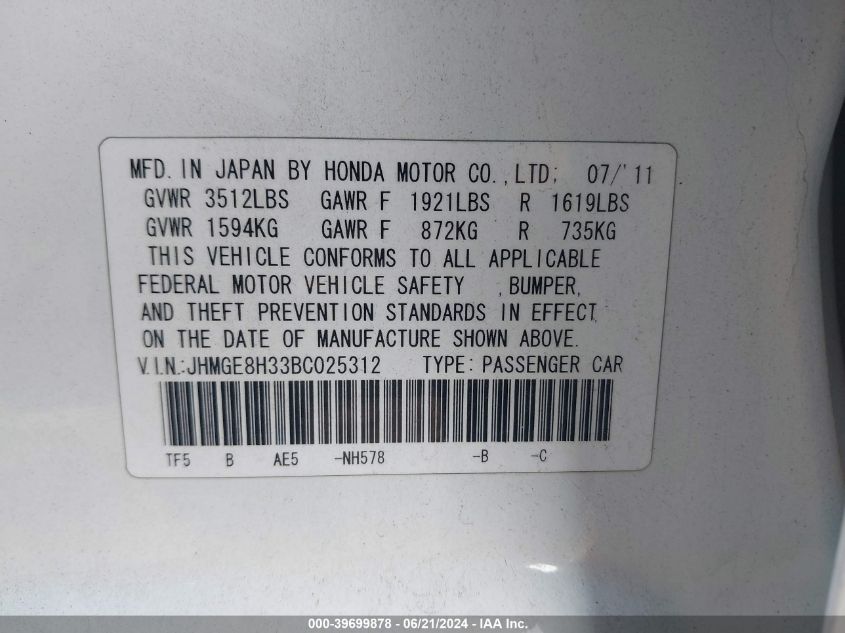 MFD. IN JAPAN BY HONDA MOTOR CO., LTD; 07/'11
GVWR 3512LBS GAWR F 1921LBS R 1619LBS
GVWR 1594KG GAWR F 872KG R 735KG
THIS VEHICLE CONFORMS TO ALL APPLICABLE
FEDERAL MOTOR VEHICLE SAFETY , BUMPER,
AND THEFT PREVENTION STANDARDS IN EFFECT
ON THE DATE OF MANUFACTURE SHOWN ABOVE.
V.I.N.:JHMGE8H33BC025312 TYPE: PASSENGER CAR
TF5 B AE5 -NH578 -B -C
000-39699878 - 06/21/2024 - IAA Inc.